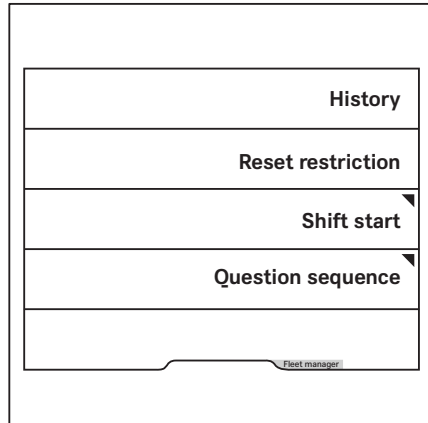 History
Reset restriction
Shift start
Question sequence
Fleet manager